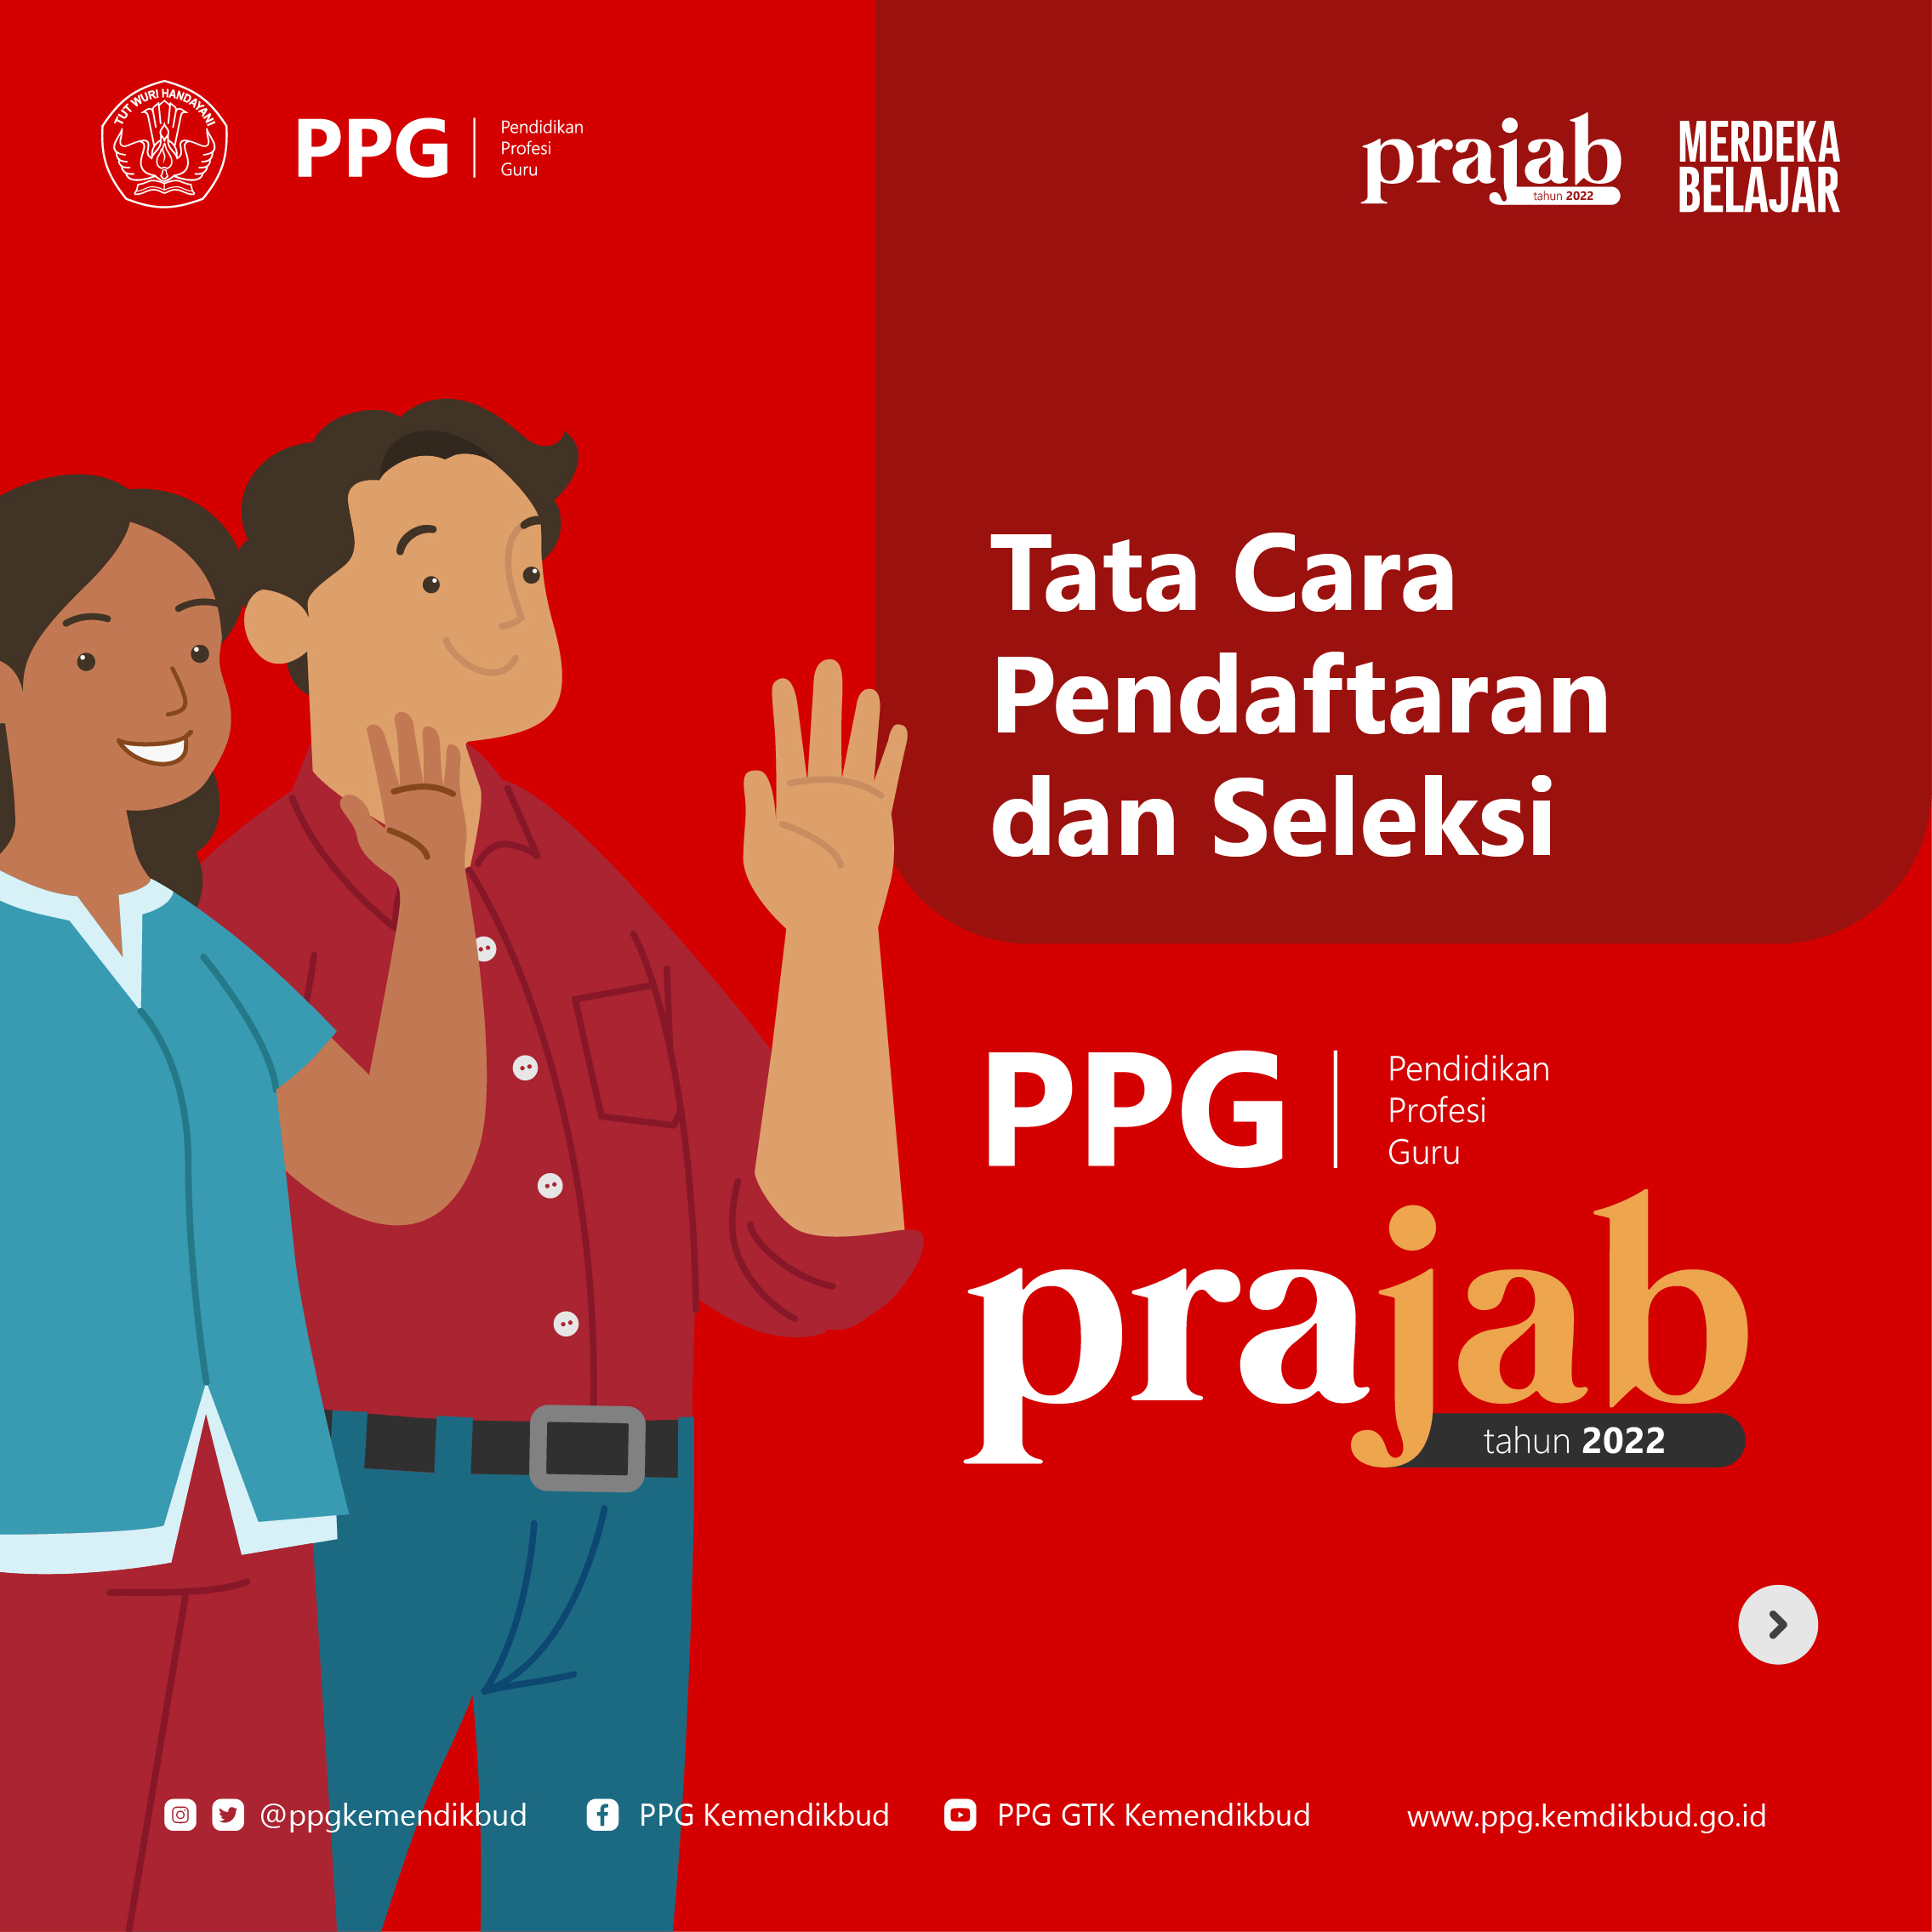 TUT WURI HANDAYANI
PPG
Pendidikan
Profesi
Guru
prajab
tahun 2022
MERDEKA
BELAJAR
Tata Cara
Pendaftaran
dan Seleksi
PPG
Pendidikan
Profesi
Guru
prajab
tahun 2022
@ppgkemendikbud
PPG Kemendikbud
PPG GTK Kemendikbud
www.ppg.kemdikbud.go.id